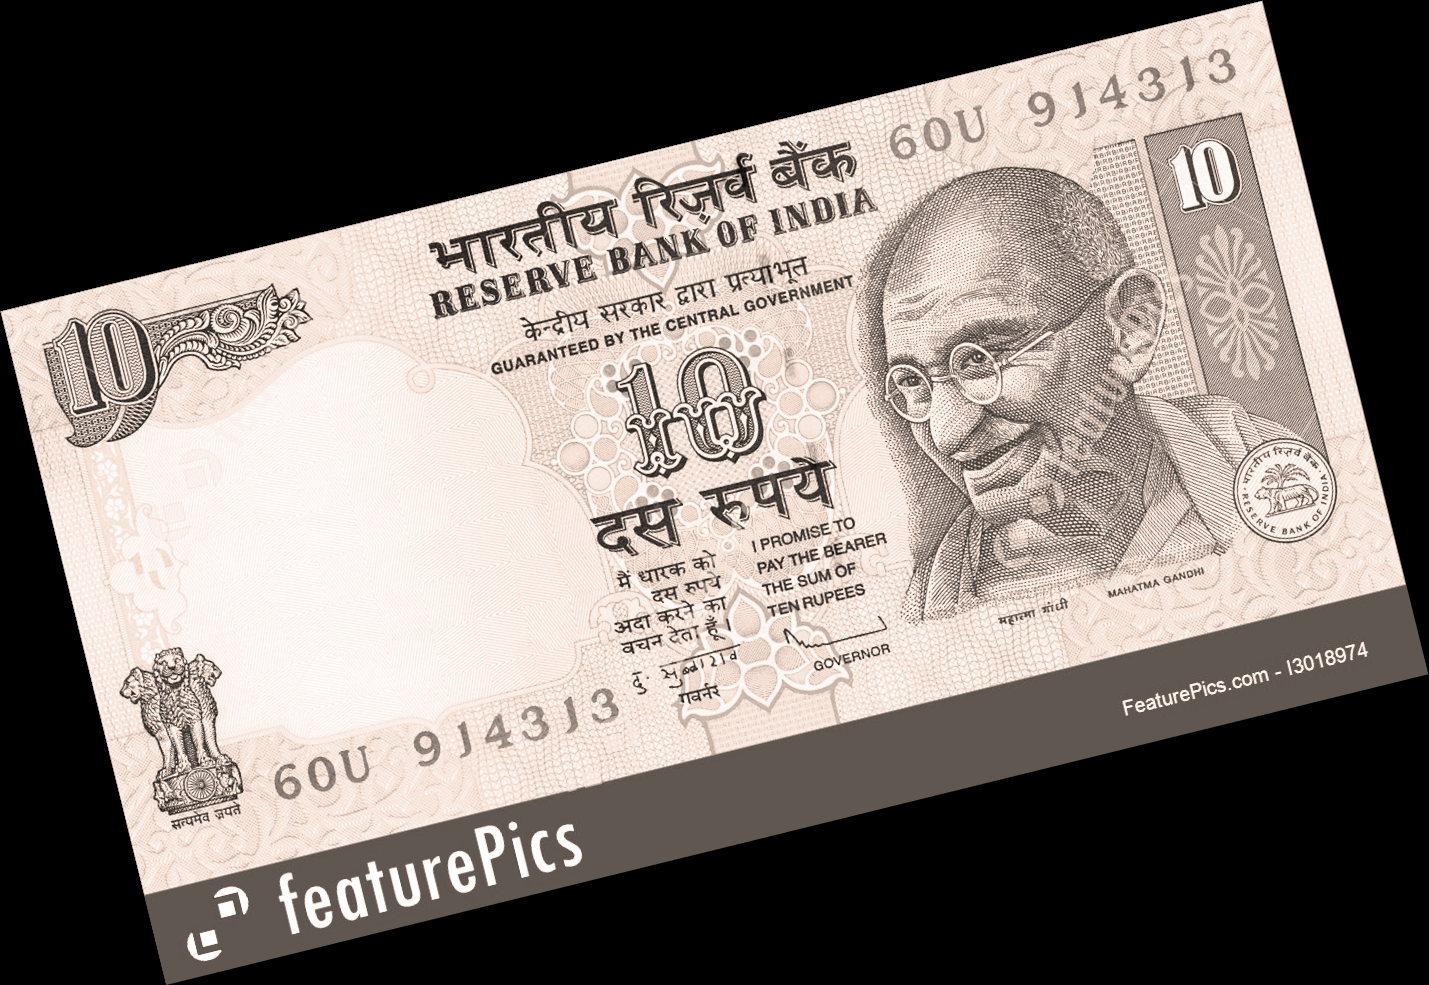 60U 914313
भारतीय रिज़र्व बैंक
RESERVE BANK OF INDIA
केन्द्रीय सरकार द्वारा प्रत्याभूत
GUARANTEED BY THE CENTRAL GOVERNMENT
10
10
10
दस रुपये
मैं धारक को
दस रुपये
अदा करने का
वचन देता हूँ।
I PROMISE TO
PAY THE BEARER
THE SUM OF
TEN RUPEES
गवर्नर
GOVERNOR
महात्मा गांधी
MAHATMA GANDHI
भारतीय रिज़र्व बैंक
RESERVE BANK OF INDIA
60U 914313
सत्यमेव जयते
FeaturePics.com - I3018974
featurePics